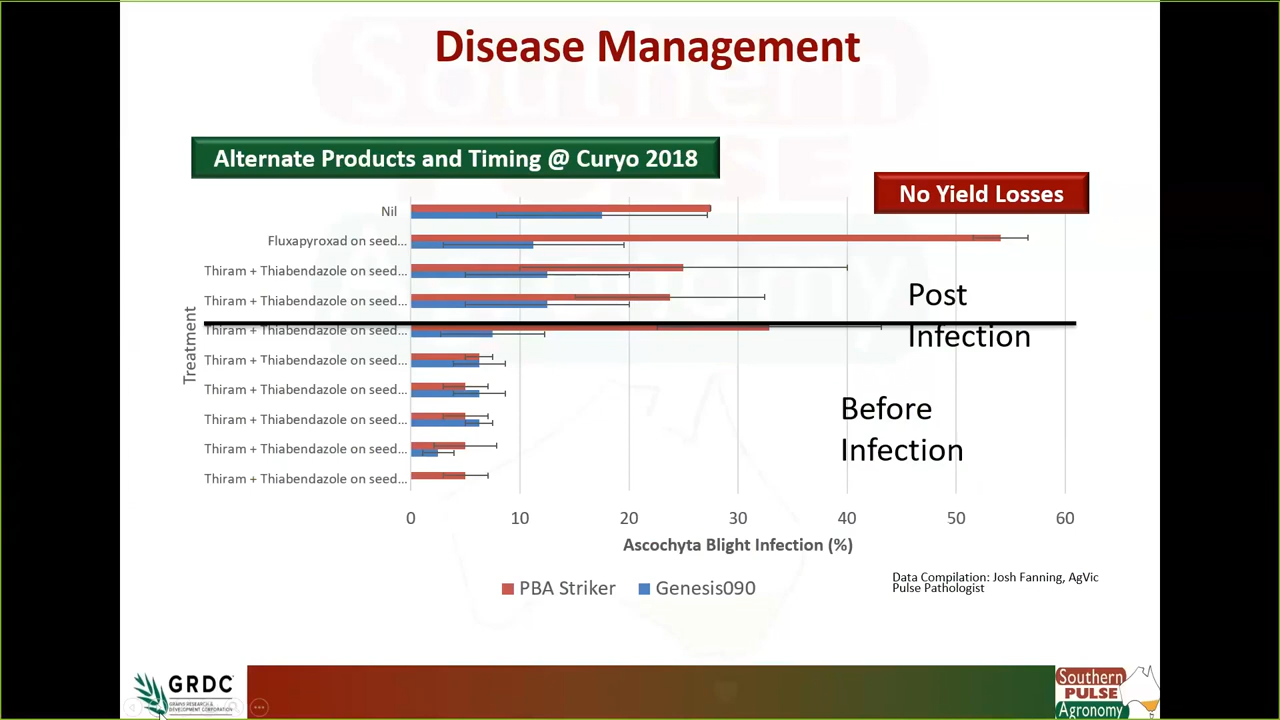 Disease Management
Alternate Products and Timing @ Curyo 2018
No Yield Losses
Nil
Fluxapyroxad on seed...
Thiram + Thiabendazole on seed...
Thiram + Thiabendazole on seed...
Thiram + Thiabendazole on seed...
Thiram + Thiabendazole on seed...
Thiram + Thiabendazole on seed...
Thiram + Thiabendazole on seed...
Thiram + Thiabendazole on seed...
Thiram + Thiabendazole on seed...
Treatment
Post
Infection
Before
Infection
0 10 20 30 40 50 60
Ascochyta Blight Infection (%)
PBA Striker Genesis090
Data Compilation: Josh Fanning, AgVic
Pulse Pathologist
GRDC
GRAINS RESEARCH &
DEVELOPMENT CORPORATION
Southern
PULSE
Agronomy